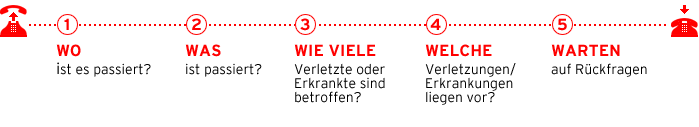 1 2 3 4 5
WO WAS WIE VIELE WELCHE WARTEN
ist es passiert? ist passiert? Verletzte oder Verletzungen/ auf Rückfragen
Erkrankte sind Erkrankungen
betroffen? liegen vor?